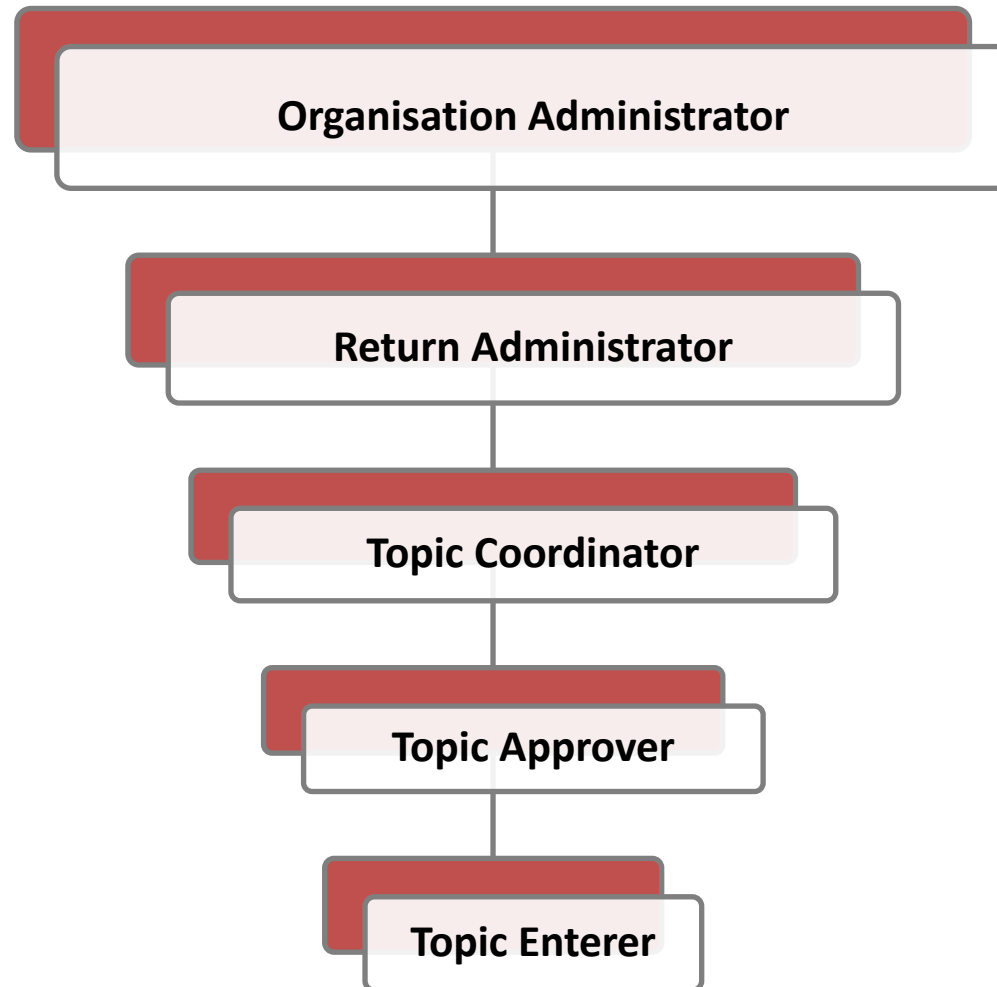 Organisation Administrator
Return Administrator
Topic Coordinator
Topic Approver
Topic Enterer